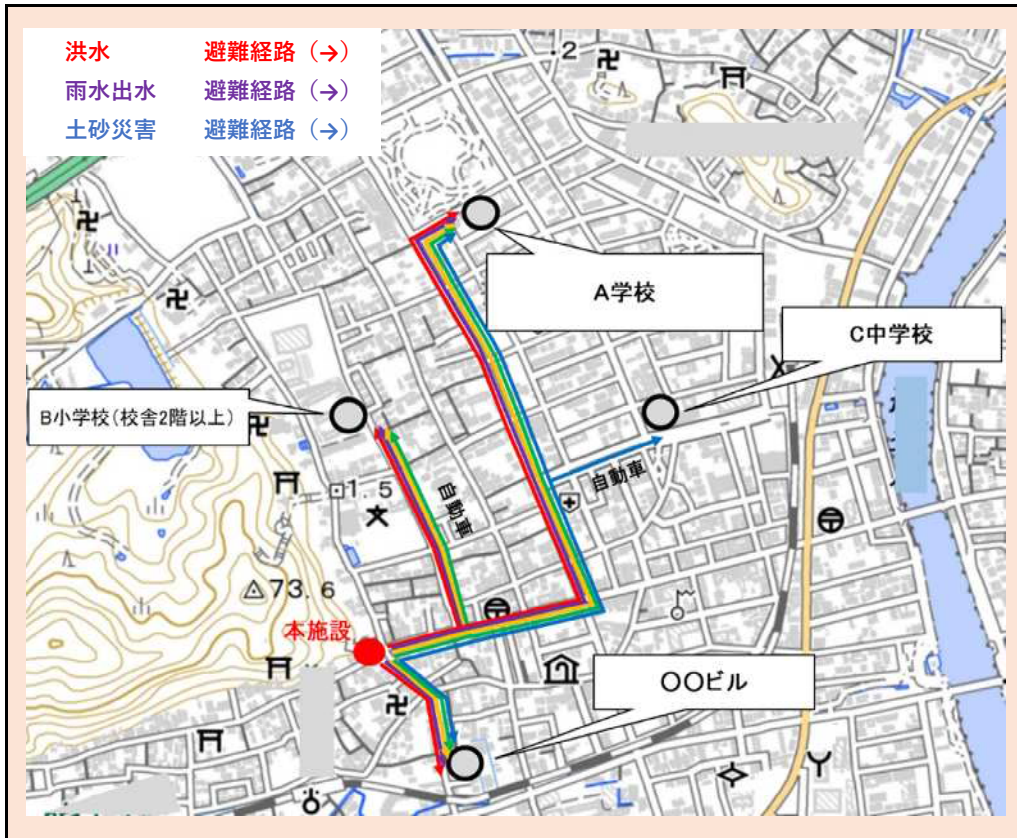 洪水 避難経路（→）
雨水出水 避難経路（→）
土砂災害 避難経路（→）
・2
A学校
C中学校
B小学校（校舎2階以上）
自動車
自動車
1.5
73.6
本施設
〇〇ビル